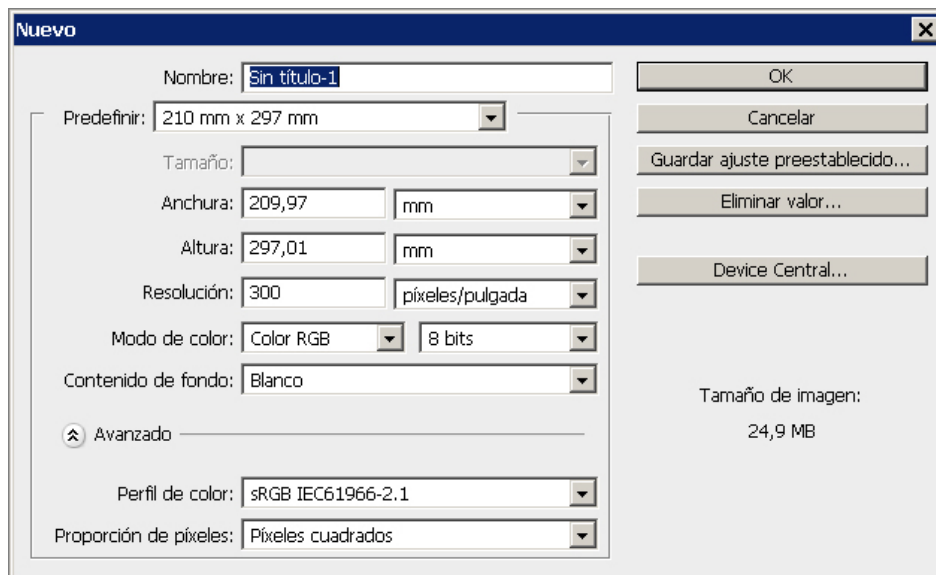 Nuevo
Nombre: Sin título-1
OK
Predefinir: 210 mm x 297 mm
Cancelar
Tamaño:
Guardar ajuste preestablecido...
Anchura: 209,97 mm
Eliminar valor...
Altura: 297,01 mm
Device Central...
Resolución: 300 píxeles/pulgada
Modo de color: Color RGB 8 bits
Contenido de fondo: Blanco
Tamaño de imagen:
24,9 MB
Avanzado
Perfil de color: sRGB IEC61966-2.1
Proporción de píxeles: Píxeles cuadrados